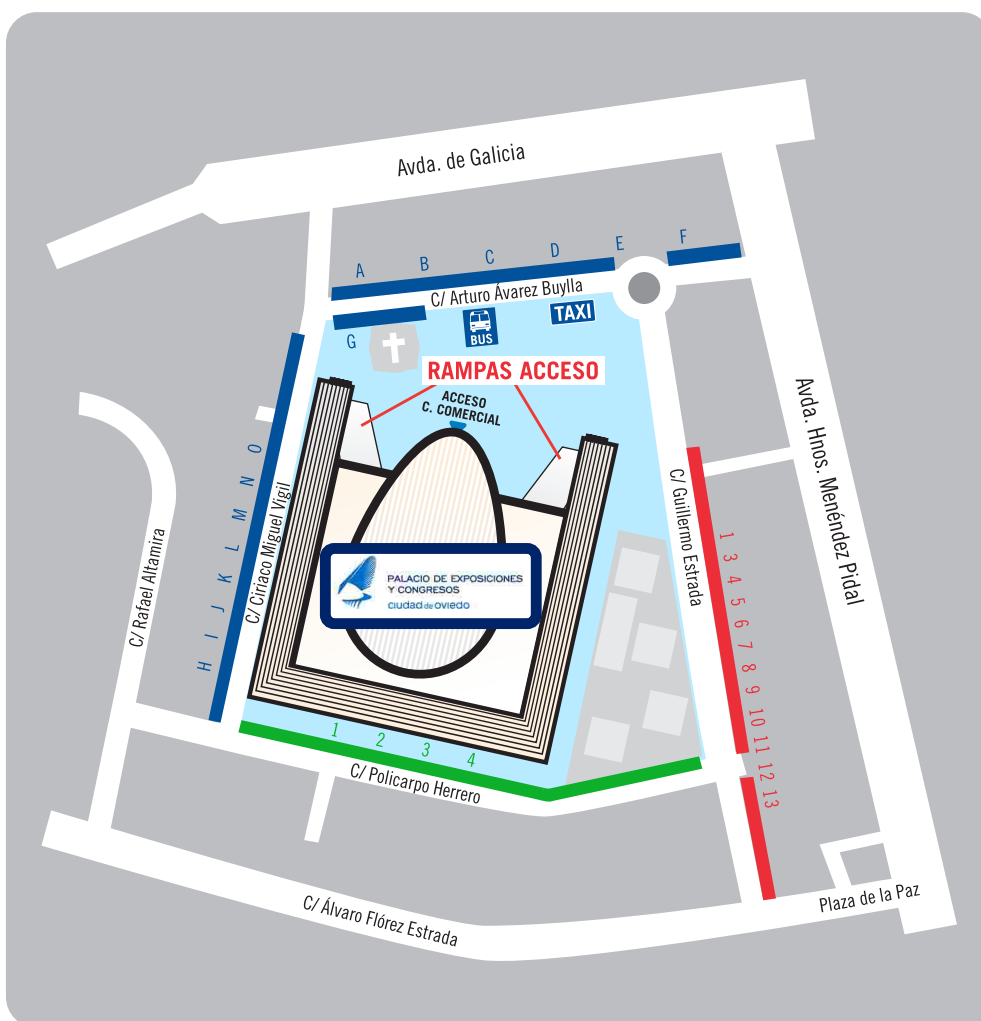 Avda. de Galicia
A
B
C
D
E
F
C/ Arturo Ávarez Buylla
G
BUS
TAXI
RAMPAS ACCESO
ACCESO
C. COMERCIAL
O
N
M
L
K
J
I
H
C/ Ciriaco Miguel Vigil
C/ Rafael Altamira
PALACIO DE EXPOSICIONES
Y CONGRESOS
ciudad de oviedo
C/ Guillermo Estrada
Avda. Hnos. Menéndez Pidal
1 3 4 5 6 7 8 9 10 11 12 13
1 2 3 4
C/ Policarpo Herrero
C/ Álvaro Flórez Estrada
Plaza de la Paz